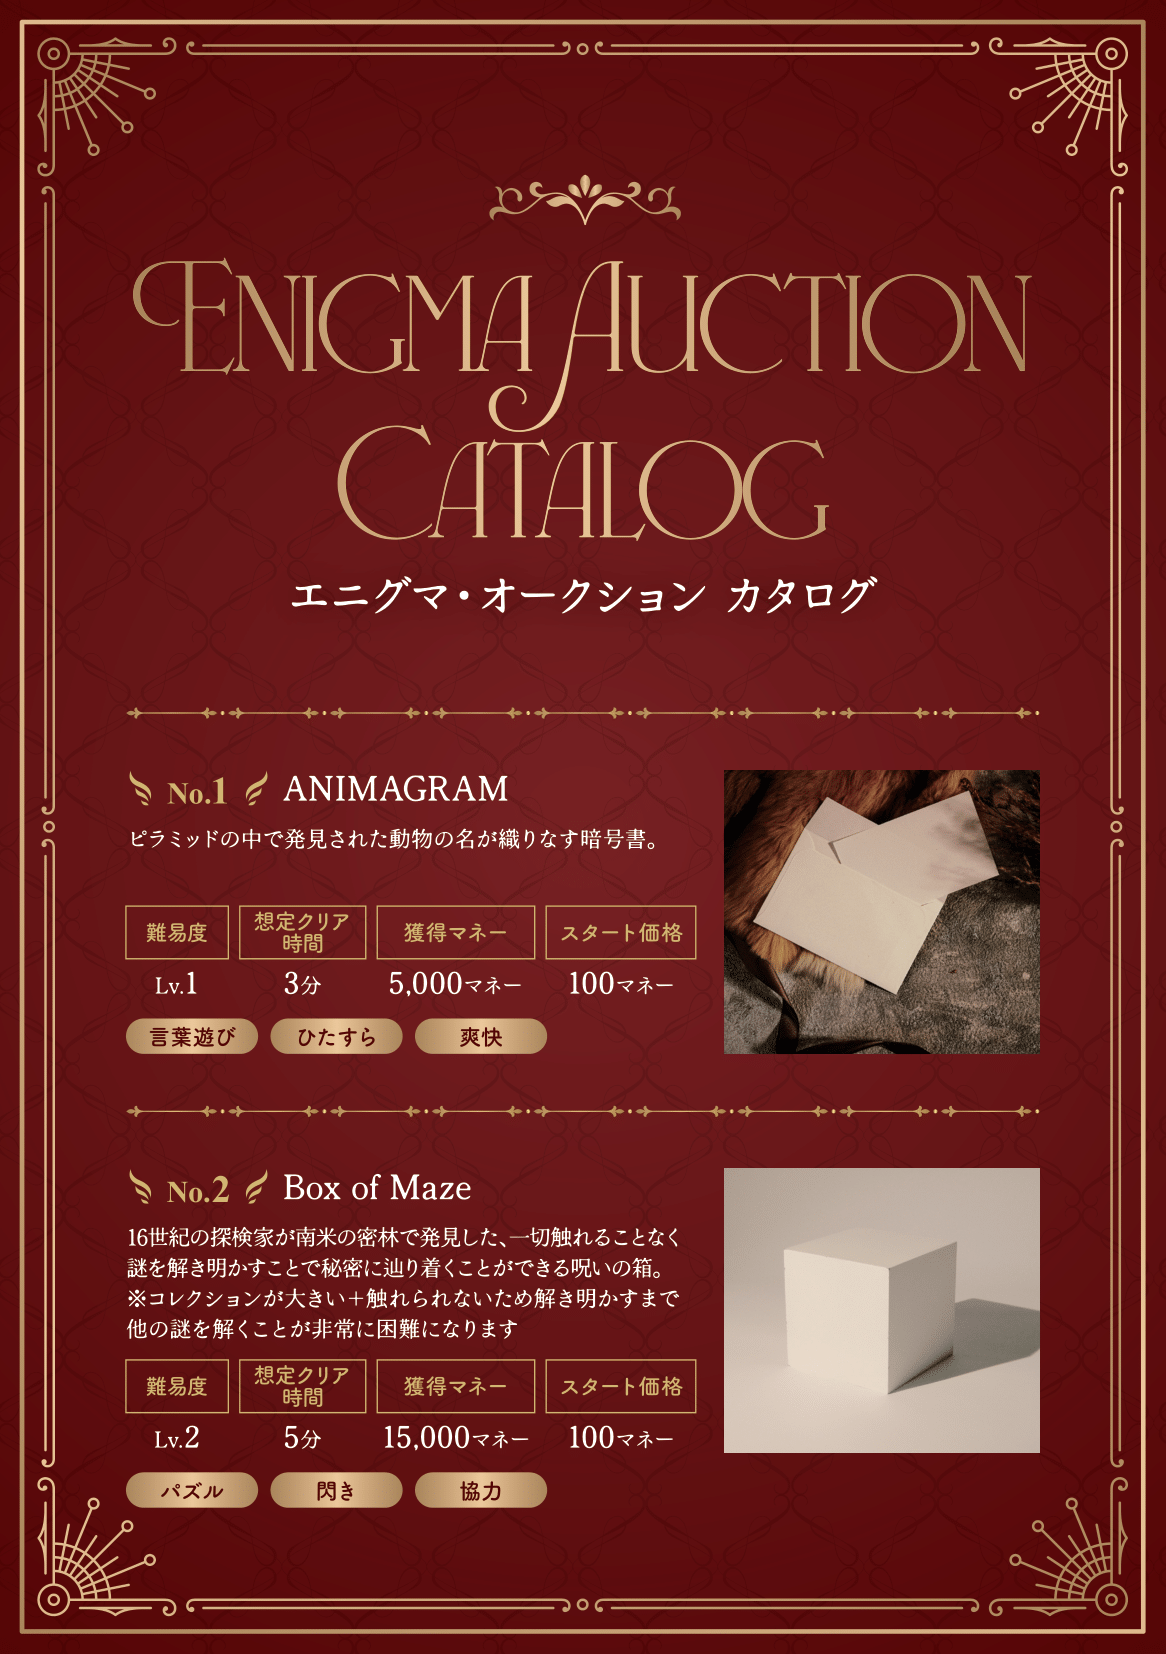 ENIGMA AUCTION
CATALOG
エニグマ・オークション カタログ
No.1 ANIMAGRAM
ピラミッドの中で発見された動物の名が織りなす暗号書。
難易度 想定クリア時間 獲得マネー スタート価格
Lv.1 3分 5,000マネー 100マネー
言葉遊び ひたすら 爽快
No.2 Box of Maze
16世紀の探検家が南米の密林で発見した、一切触れることなく
謎を解き明かすことで秘密に辿り着くことができる呪いの箱。
※コレクションが大きい＋触れられないため解き明かすまで
他の謎を解くことが非常に困難になります
難易度 想定クリア時間 獲得マネー スタート価格
Lv.2 5分 15,000マネー 100マネー
パズル 閃き 協力